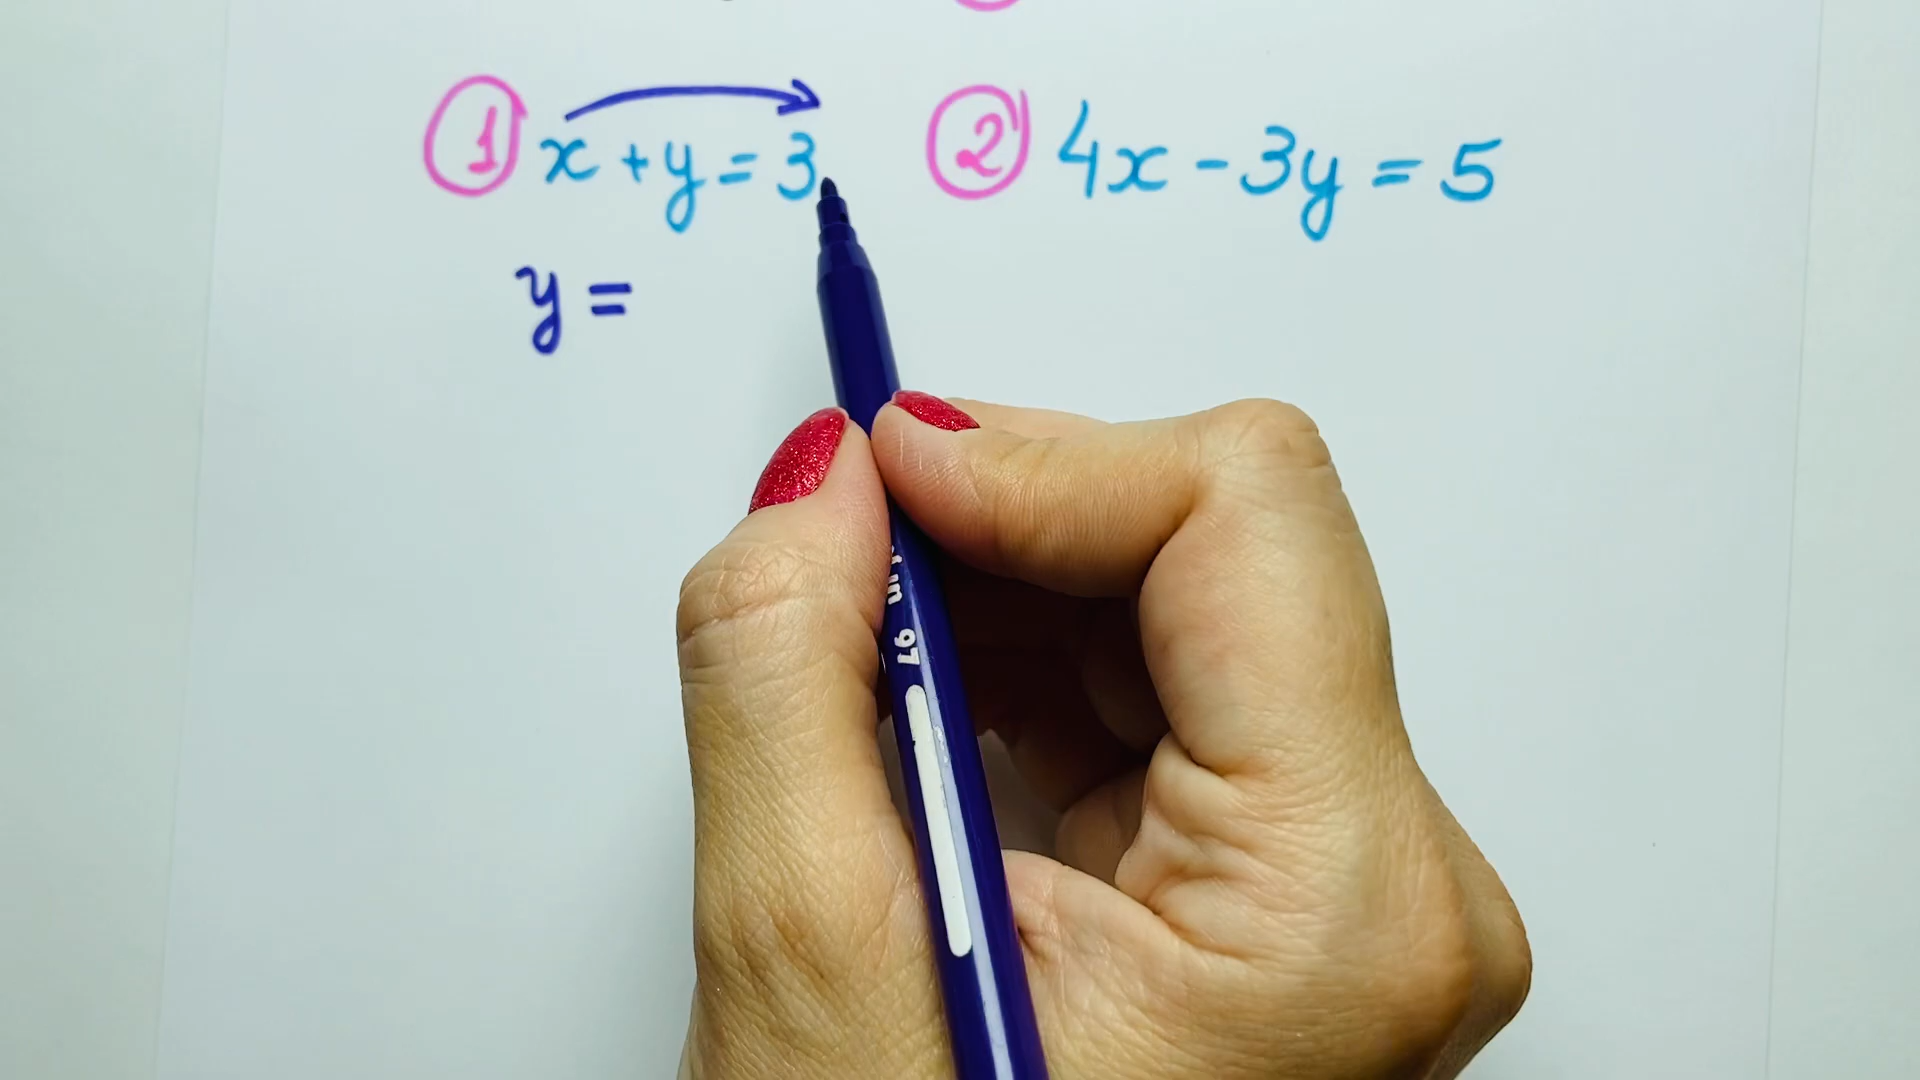 ① x + y = 3 ② 4x - 3y = 5
y =
97